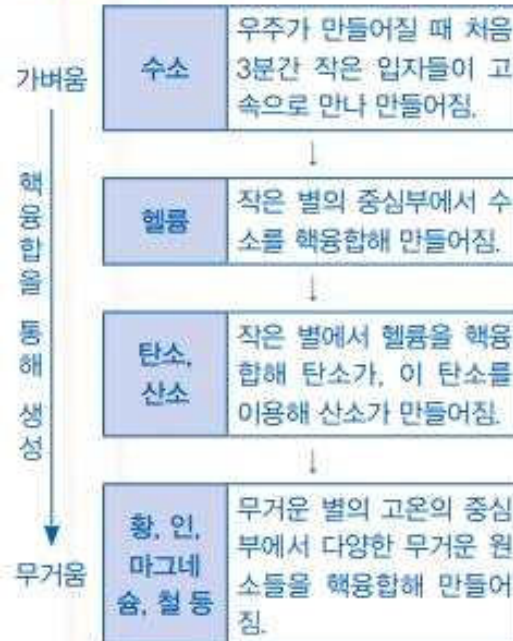 가벼움
핵융합을 통해 생성
무거움
수소
우주가 만들어질 때 처음
3분간 작은 입자들이 고
속으로 만나 만들어짐.
↓
헬륨
작은 별의 중심부에서 수
소를 핵융합해 만들어짐.
↓
탄소,
산소
작은 별에서 헬륨을 핵융
합해 탄소가, 이 탄소를
이용해 산소가 만들어짐.
↓
황, 인,
마그네
슘, 철 등
무거운 별의 고온의 중심
부에서 다양한 무거운 원
소들을 핵융합해 만들어
짐.